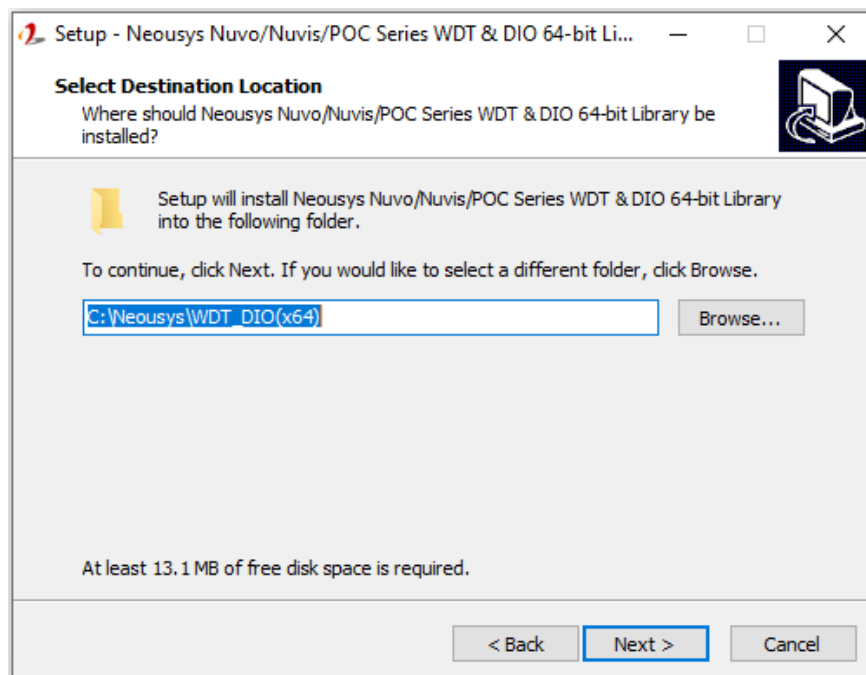 Setup - Neousys Nuvo/Nuvis/POC Series WDT & DIO 64-bit Li...
Select Destination Location
Where should Neousys Nuvo/Nuvis/POC Series WDT & DIO 64-bit Library be
installed?
Setup will install Neousys Nuvo/Nuvis/POC Series WDT & DIO 64-bit Library
into the following folder.
To continue, click Next. If you would like to select a different folder, click Browse.
C:\Neousys\WDT_DIO(x64)
Browse...
At least 13.1 MB of free disk space is required.
< Back
Next >
Cancel